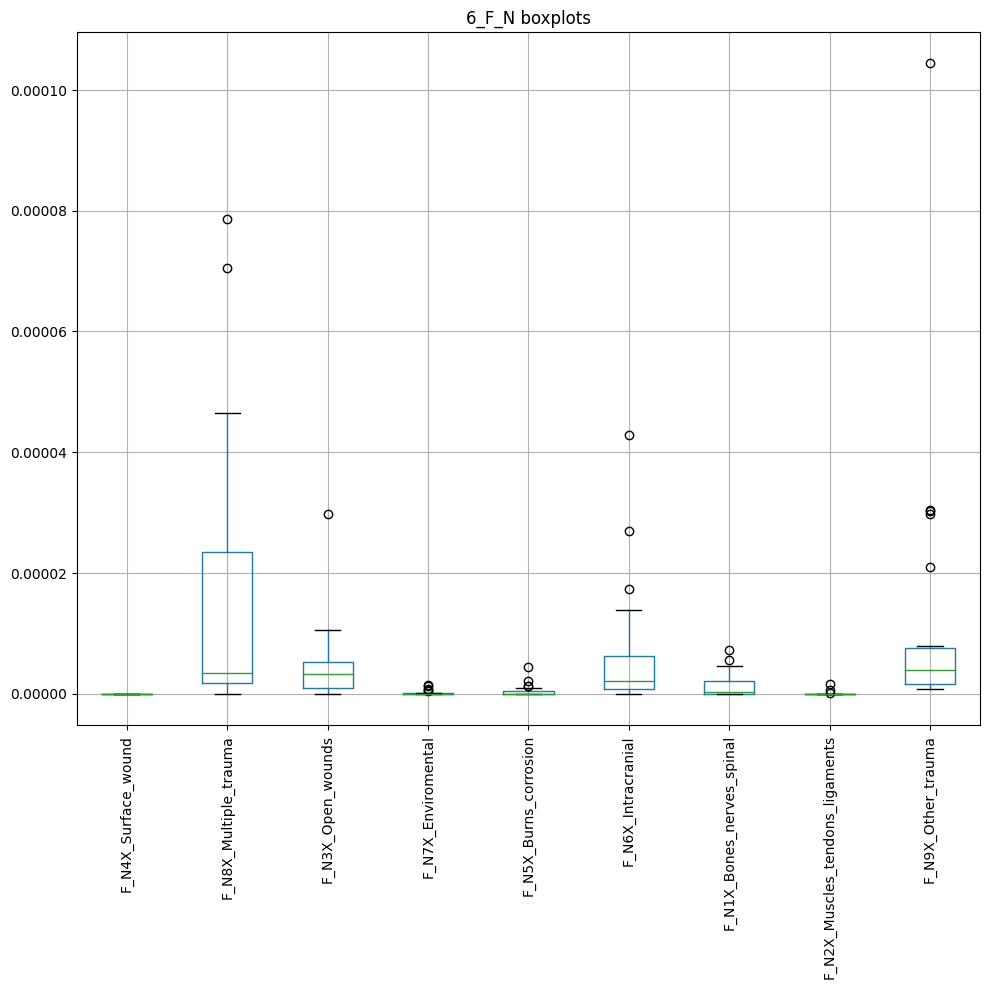 6_F_N boxplots
0.00010
0.00008
0.00006
0.00004
0.00002
0.00000
F_N4X_Surface_wound
F_N8X_Multiple_trauma
F_N3X_Open_wounds
F_N7X_Enviromental
F_N5X_Burns_corrosion
F_N6X_Intracranial
F_N1X_Bones_nerves_spinal
F_N2X_Muscles_tendons_ligaments
F_N9X_Other_trauma